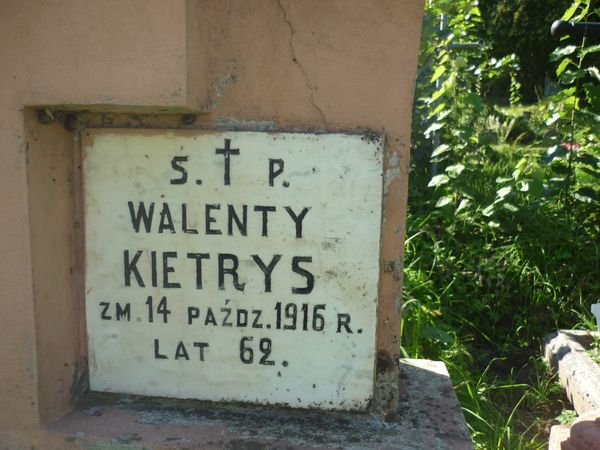 S. † P.
WALENTY
KIETRYS
ZM. 14 PAŹDZ. 1916 R.
LAT 62.